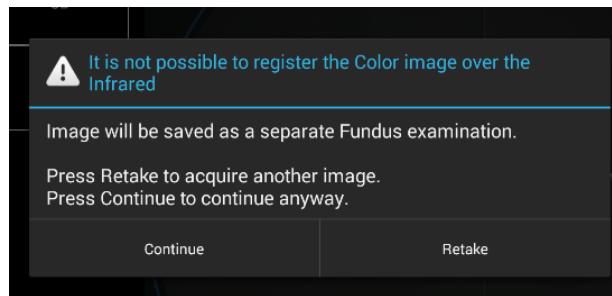 It is not possible to register the Color image over the
Infrared
Image will be saved as a separate Fundus examination.
Press Retake to acquire another image.
Press Continue to continue anyway.
Continue
Retake